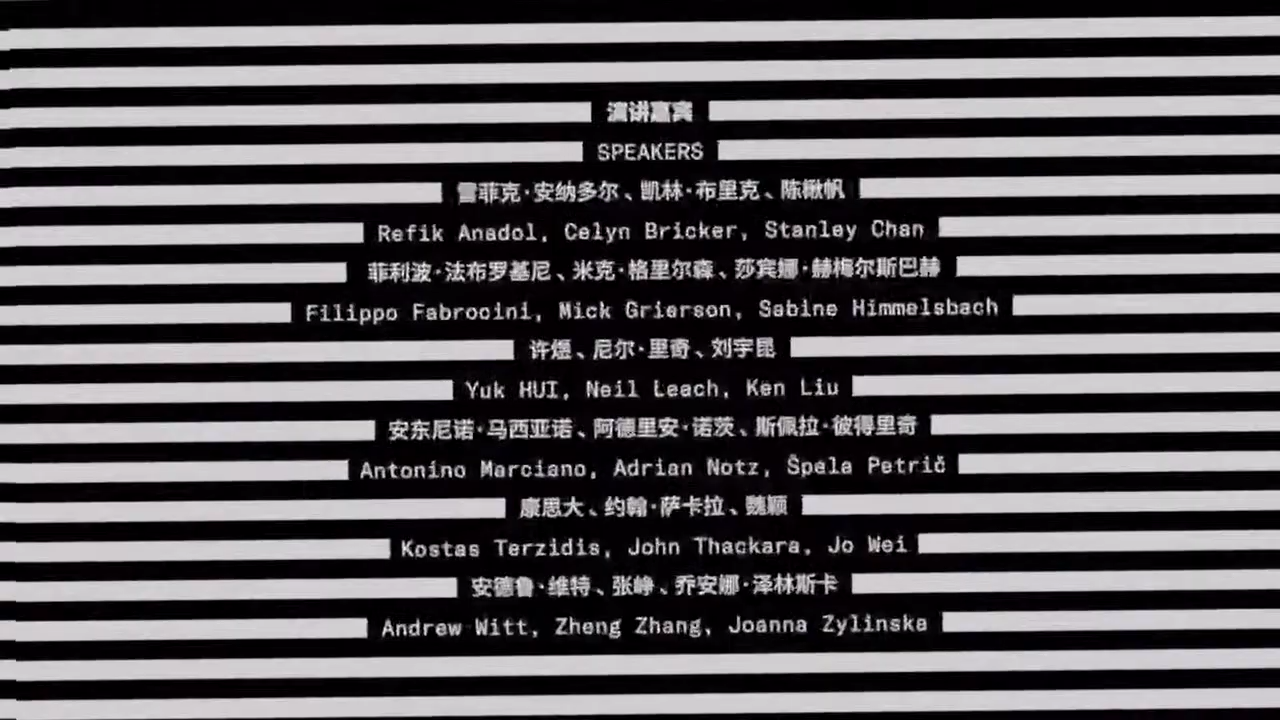 演讲嘉宾
SPEAKERS
雷菲克·安纳多尔、凯林·布里克、陈楸帆
Refik Anadol, Celyn Bricker, Stanley Chan
菲利波·法布罗基尼、米克·格里尔森、莎宾娜·赫梅尔斯巴赫
Filippo Fabrocini, Mick Grierson, Sabine Himmelsbach
许煜、尼尔·里奇、刘宇昆
Yuk HUI, Neil Leach, Ken Liu
安东尼诺·马西亚诺、阿德里安·诺茨、斯佩拉·彼得里奇
Antonino Marciano, Adrian Notz, Špela Petrič
康思大、约翰·萨卡拉、魏颖
Kostas Terzidis, John Thackara, Jo Wei
安德鲁·维特、张峥、乔安娜·泽林斯卡
Andrew Witt, Zheng Zhang, Joanna Zylinska